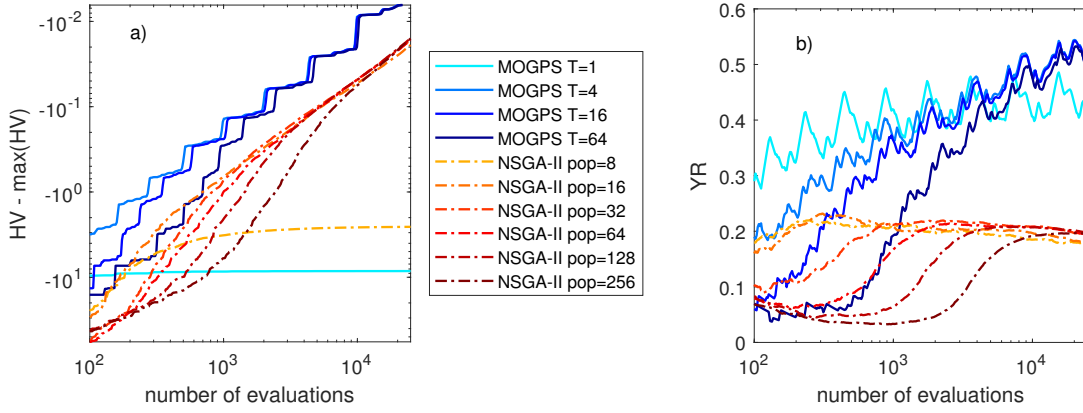 a)
HV - max(HV)
-10^-2
-10^-1
-10^0
-10^1
10^2
10^3
10^4
number of evaluations
MOGPS T=1
MOGPS T=4
MOGPS T=16
MOGPS T=64
NSGA-II pop=8
NSGA-II pop=16
NSGA-II pop=32
NSGA-II pop=64
NSGA-II pop=128
NSGA-II pop=256
b)
YR
0.6
0.5
0.4
0.3
0.2
0.1
0
10^2
10^3
10^4
number of evaluations